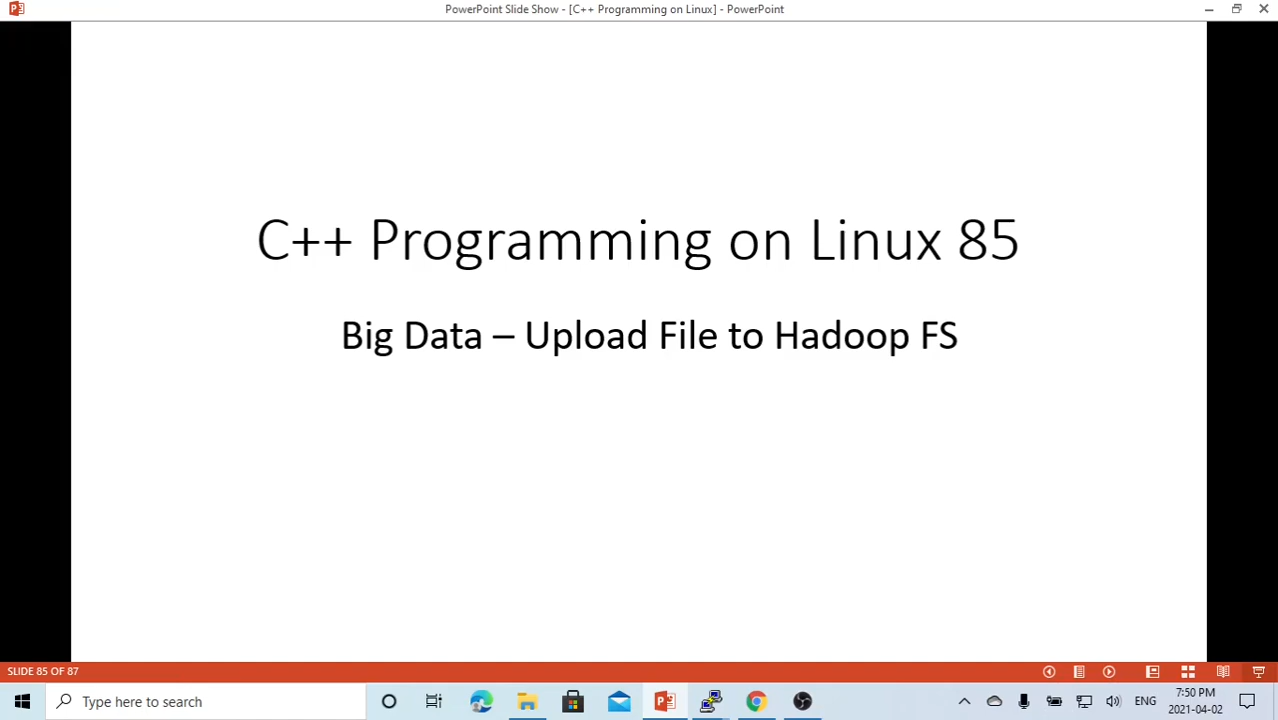 PowerPoint Slide Show - [C++ Programming on Linux] - PowerPoint
C++ Programming on Linux 85
Big Data – Upload File to Hadoop FS
SLIDE 85 OF 87
Type here to search
ENG
7:50 PM
2021-04-02